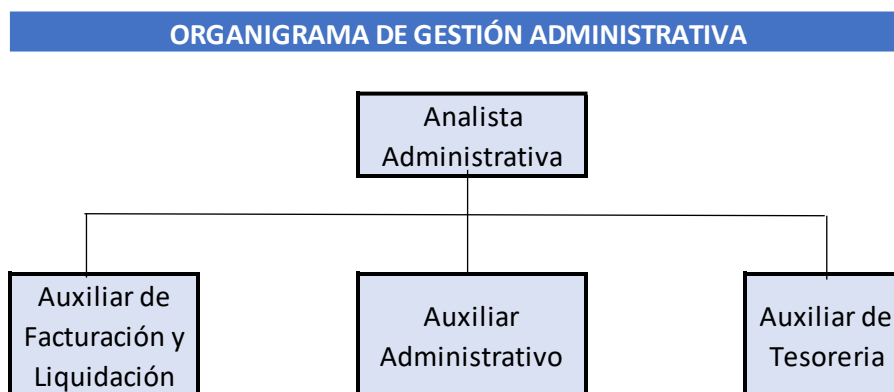 ORGANIGRAMA DE GESTIÓN ADMINISTRATIVA
Analista
Administrativa
Auxiliar de
Facturación y
Liquidación
Auxiliar
Administrativo
Auxiliar de
Tesoreria